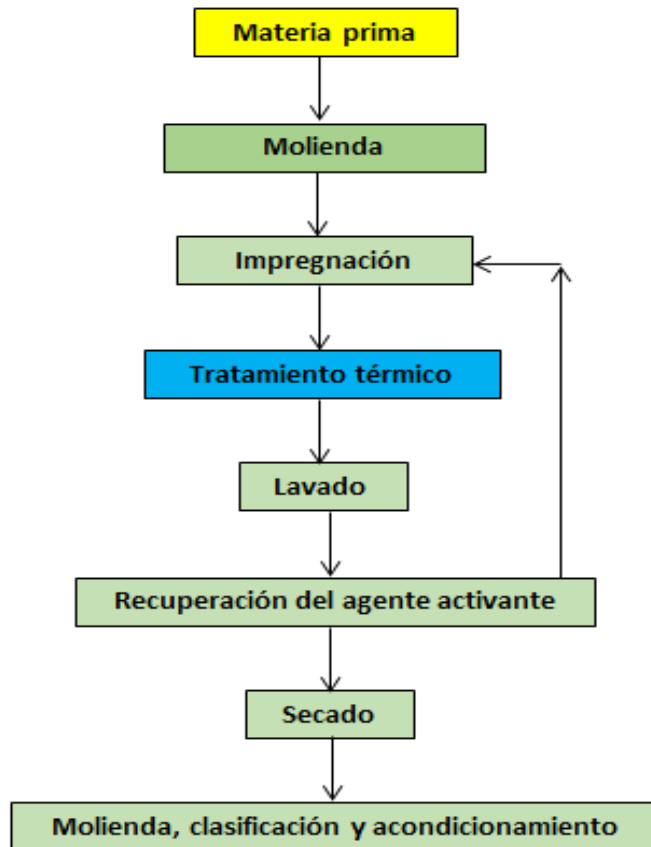 Materia prima
Molienda
Impregnación
Tratamiento térmico
Lavado
Recuperación del agente activante
Secado
Molienda, clasificación y acondicionamiento